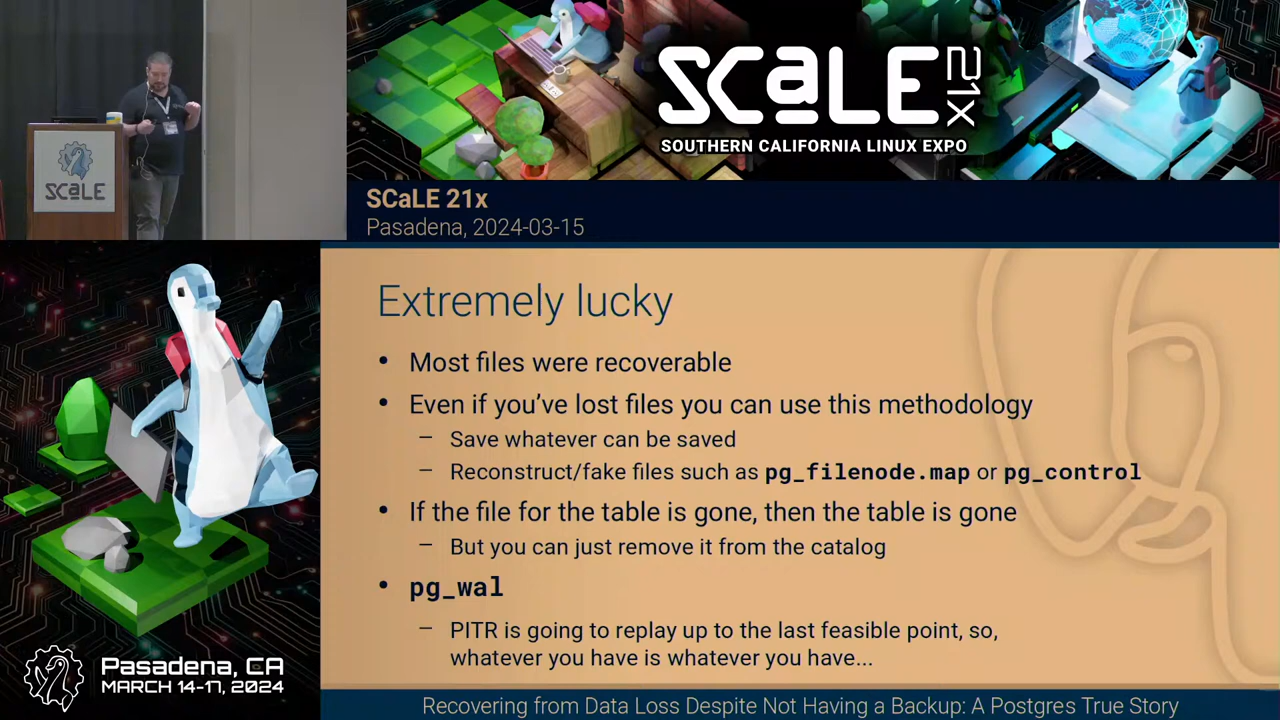 SCaLE
SCaLE 21x
SOUTHERN CALIFORNIA LINUX EXPO
SCaLE 21x
Pasadena, 2024-03-15
Extremely lucky
• Most files were recoverable
• Even if you’ve lost files you can use this methodology
– Save whatever can be saved
– Reconstruct/fake files such as pg_filenode.map or pg_control
• If the file for the table is gone, then the table is gone
– But you can just remove it from the catalog
• pg_wal
– PITR is going to replay up to the last feasible point, so,
whatever you have is whatever you have...
Pasadena, CA
MARCH 14-17, 2024
Recovering from Data Loss Despite Not Having a Backup: A Postgres True Story